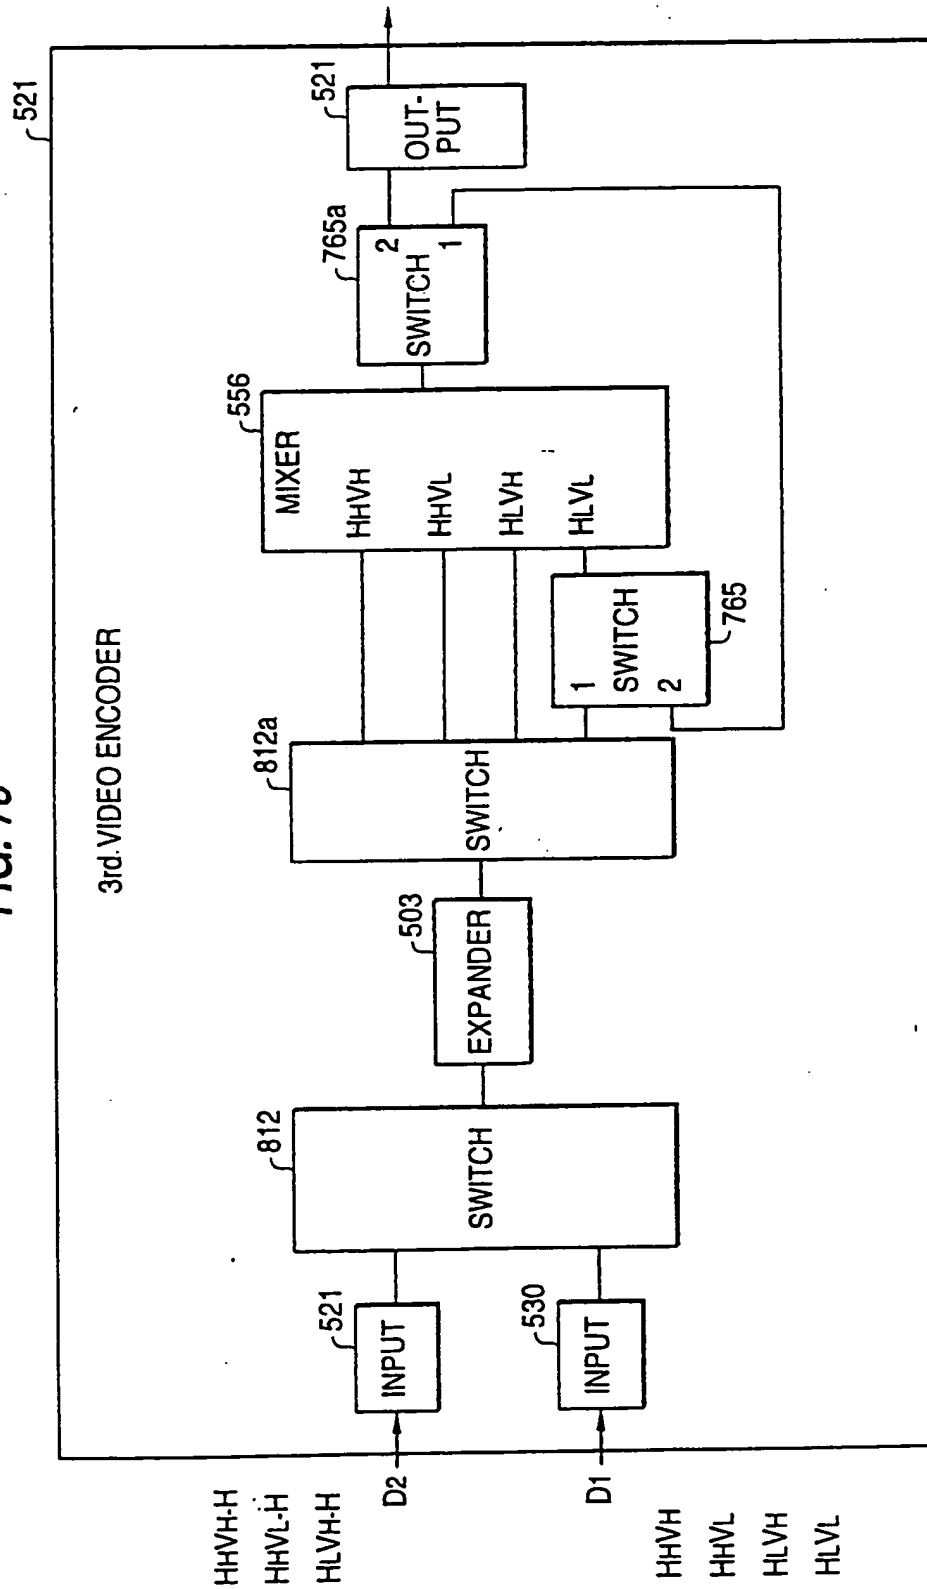 3rd. VIDEO ENCODER
521
HHVH-H
HHVL-H
HLVH-H
D2
D1
HHVH
HHVL
HLVH
HLVL
INPUT
521
INPUT
530
SWITCH
812
EXPANDER
503
SWITCH
812a
1
SWITCH
2
765
MIXER
556
HHVH
HHVL
HLVH
HLVL
SWITCH
2
1
765a
OUT-
PUT
521